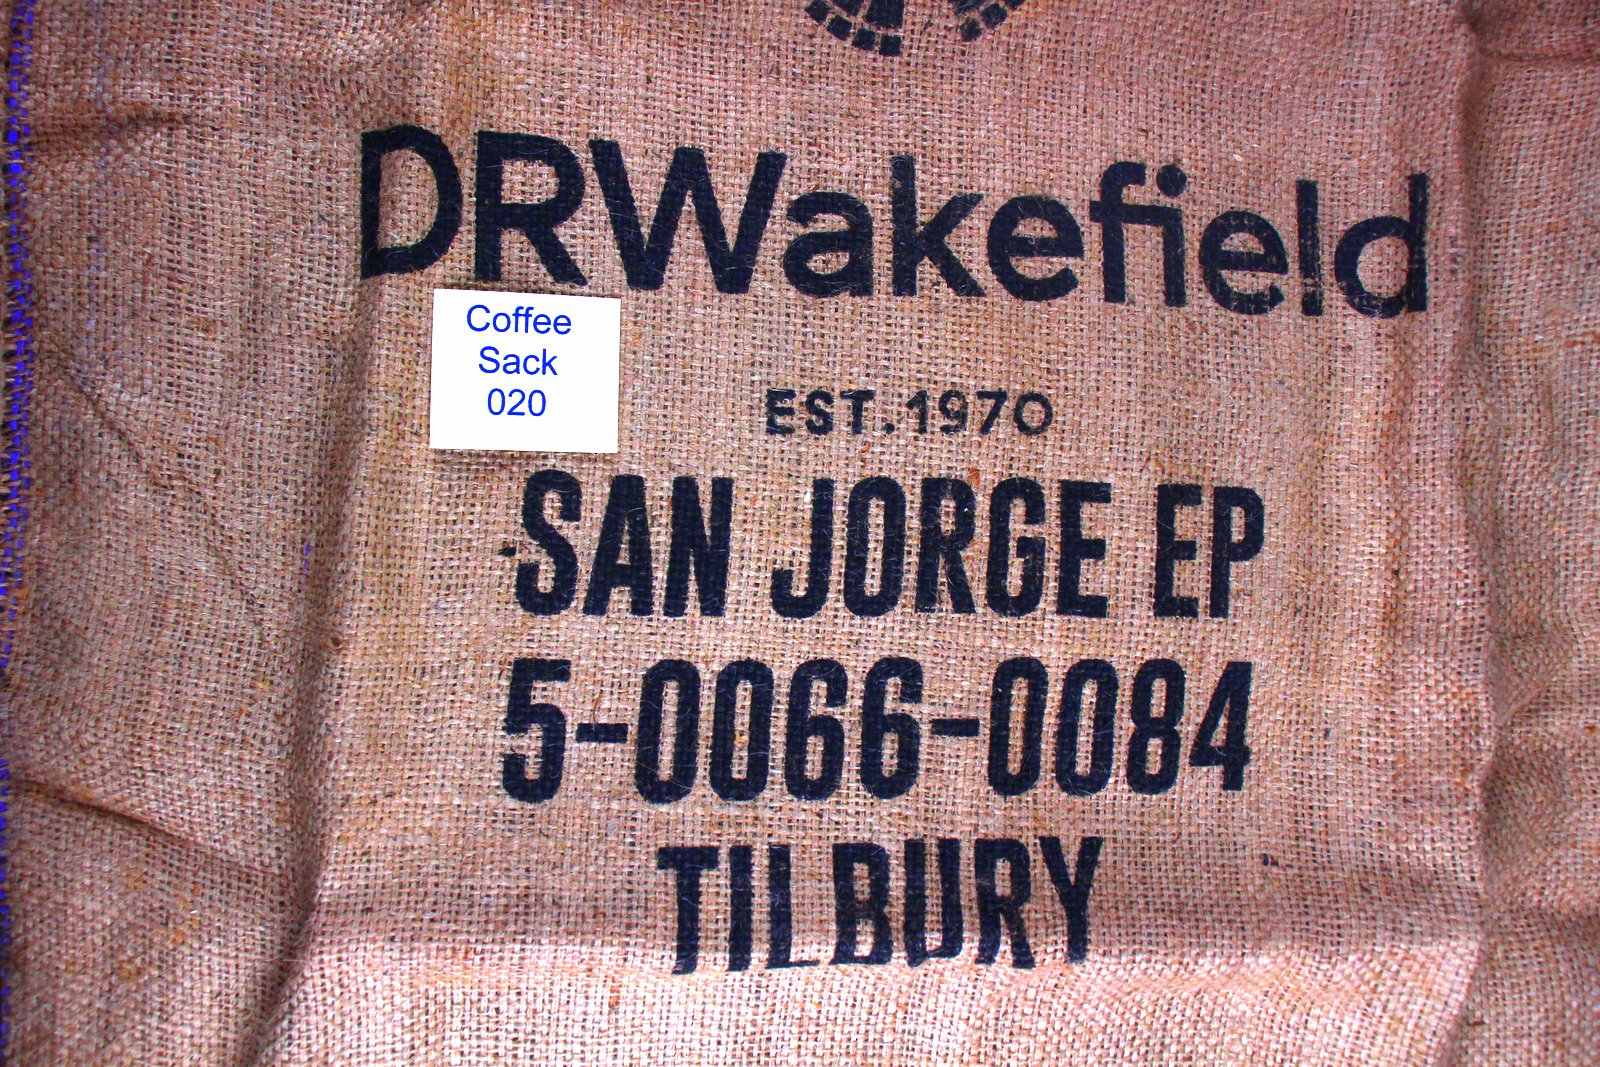 DRWakefield
Coffee
Sack
020
EST.1970
SAN JORGE EP
5-0066-0084
TILBURY